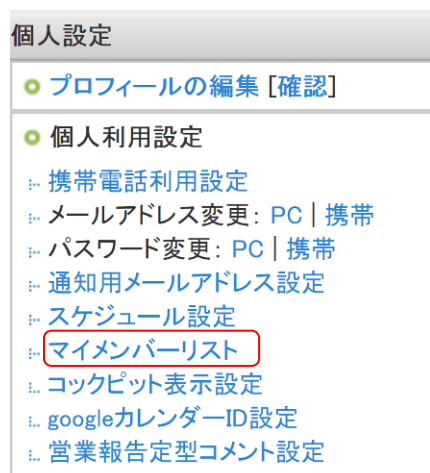 個人設定
プロフィールの編集 [確認]
個人利用設定
携帯電話利用設定
メールアドレス変更: PC | 携帯
パスワード変更: PC | 携帯
通知用メールアドレス設定
スケジュール設定
マイメンバーリスト
コックピット表示設定
googleカレンダーID設定
営業報告定型コメント設定